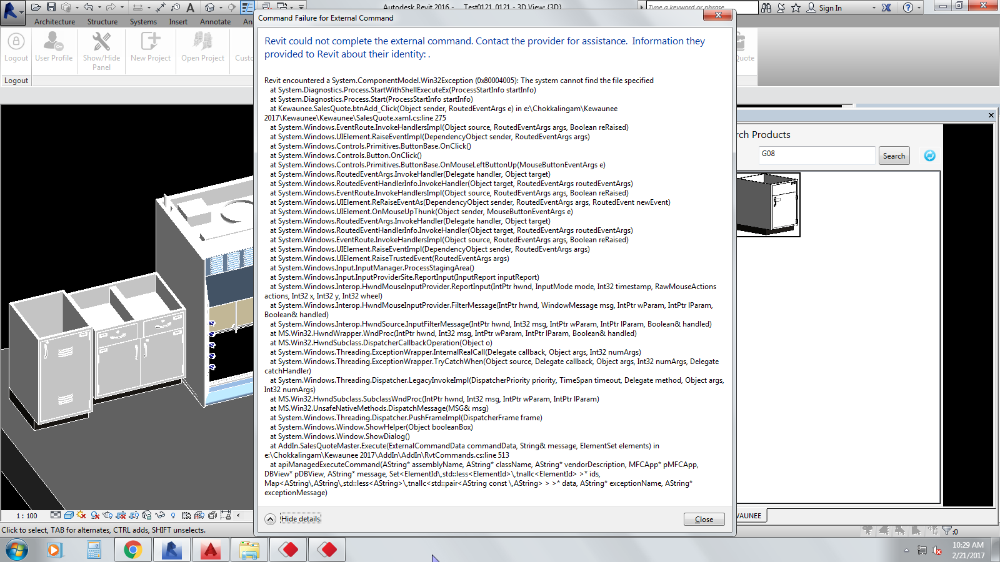 Autodesk Revit 2016 - Test0121_0121 - 3D View: {3D}
Type a keyword or phrase
Sign In
Architecture Structure Systems Insert Annotate An
Logout
User Profile
Show/Hide
Panel
New Project
Open Project
Custo
Quote
Logout
Command Failure for External Command
Revit could not complete the external command. Contact the provider for assistance.  Information they
provided to Revit about their identity: .
Revit encountered a System.ComponentModel.Win32Exception (0x80004005): The system cannot find the file specified
at System.Diagnostics.Process.StartWithShellExecuteEx(ProcessStartInfo startInfo)
at System.Diagnostics.Process.Start(ProcessStartInfo startInfo)
at Kewaunee.SalesQuote.btnAdd_Click(Object sender, RoutedEventArgs e) in e:\Chokkalingam\Kewaunee
2017\Kewaunee\Kewaunee\SalesQuote.xaml.cs:line 275
at System.Windows.EventRoute.InvokeHandlersImpl(Object source, RoutedEventArgs args, Boolean reRaised)
at System.Windows.UIElement.RaiseEventImpl(DependencyObject sender, RoutedEventArgs args)
at System.Windows.Controls.Primitives.ButtonBase.OnClick()
at System.Windows.Controls.Button.OnClick()
at System.Windows.Controls.Primitives.ButtonBase.OnMouseLeftButtonUp(MouseButtonEventArgs e)
at System.Windows.RoutedEventArgs.InvokeHandler(Delegate handler, Object target)
at System.Windows.RoutedEventHandlerInfo.InvokeHandler(Object target, RoutedEventArgs routedEventArgs)
at System.Windows.EventRoute.InvokeHandlersImpl(Object source, RoutedEventArgs args, Boolean reRaised)
at System.Windows.UIElement.ReRaiseEventAs(DependencyObject sender, RoutedEventArgs args, RoutedEvent newEvent)
at System.Windows.UIElement.OnMouseUpThunk(Object sender, MouseButtonEventArgs e)
at System.Windows.RoutedEventArgs.InvokeHandler(Delegate handler, Object target)
at System.Windows.RoutedEventHandlerInfo.InvokeHandler(Object target, RoutedEventArgs routedEventArgs)
at System.Windows.EventRoute.InvokeHandlersImpl(Object source, RoutedEventArgs args, Boolean reRaised)
at System.Windows.UIElement.RaiseEventImpl(DependencyObject sender, RoutedEventArgs args)
at System.Windows.UIElement.RaiseTrustedEvent(RoutedEventArgs args)
at System.Windows.Input.InputManager.ProcessStagingArea()
at System.Windows.Input.InputProviderSite.ReportInput(InputReport inputReport)
at System.Windows.Interop.HwndMouseInputProvider.ReportInput(IntPtr hwnd, InputMode mode, Int32 timestamp, RawMouseActions
actions, Int32 x, Int32 y, Int32 wheel)
at System.Windows.Interop.HwndMouseInputProvider.FilterMessage(IntPtr hwnd, WindowMessage msg, IntPtr wParam, IntPtr lParam,
Boolean& handled)
at System.Windows.Interop.HwndSource.InputFilterMessage(IntPtr hwnd, Int32 msg, IntPtr wParam, IntPtr lParam, Boolean& handled)
at MS.Win32.HwndWrapper.WndProc(IntPtr hwnd, Int32 msg, IntPtr wParam, IntPtr lParam, Boolean& handled)
at MS.Win32.HwndSubclass.DispatcherCallbackOperation(Object o)
at System.Windows.Threading.ExceptionWrapper.InternalRealCall(Delegate callback, Object args, Int32 numArgs)
at System.Windows.Threading.ExceptionWrapper.TryCatchWhen(Object source, Delegate callback, Object args, Int32 numArgs, Delegate
catchHandler)
at System.Windows.Threading.Dispatcher.LegacyInvokeImpl(DispatcherPriority priority, TimeSpan timeout, Delegate method, Object args,
Int32 numArgs)
at MS.Win32.HwndSubclass.SubclassWndProc(IntPtr hwnd, Int32 msg, IntPtr wParam, IntPtr lParam)
at MS.Win32.UnsafeNativeMethods.DispatchMessage(MSG& msg)
at System.Windows.Threading.Dispatcher.PushFrameImpl(DispatcherFrame frame)
at System.Windows.Window.ShowHelper(Object booleanBox)
at System.Windows.Window.ShowDialog()
at AddIn.SalesQuoteMaster.Execute(ExternalCommandData commandData, String& message, ElementSet elements) in
e:\Chokkalingam\Kewaunee 2017\AddIn\AddIn\RvtCommands.cs:line 513
at apiManagedExecuteCommand(AString* assemblyName, AString* className, AString* vendorDescription, MFCApp* pMFCApp,
DBView* pDBView, AString* message, Set<ElementId\,std::less<ElementId>\,tnallc<ElementId> >* ids,
Map<AString\,AString\,std::less<AString>\,tnallc<std::pair<AString const \,AString> > >* data, AString* exceptionName, AString*
exceptionMessage)
Hide details
Close
rch Products
G08
Search
WAUNEE
1 : 100
Click to select, TAB for alternates, CTRL adds, SHIFT unselects.
:0
10:29 AM
2/21/2017